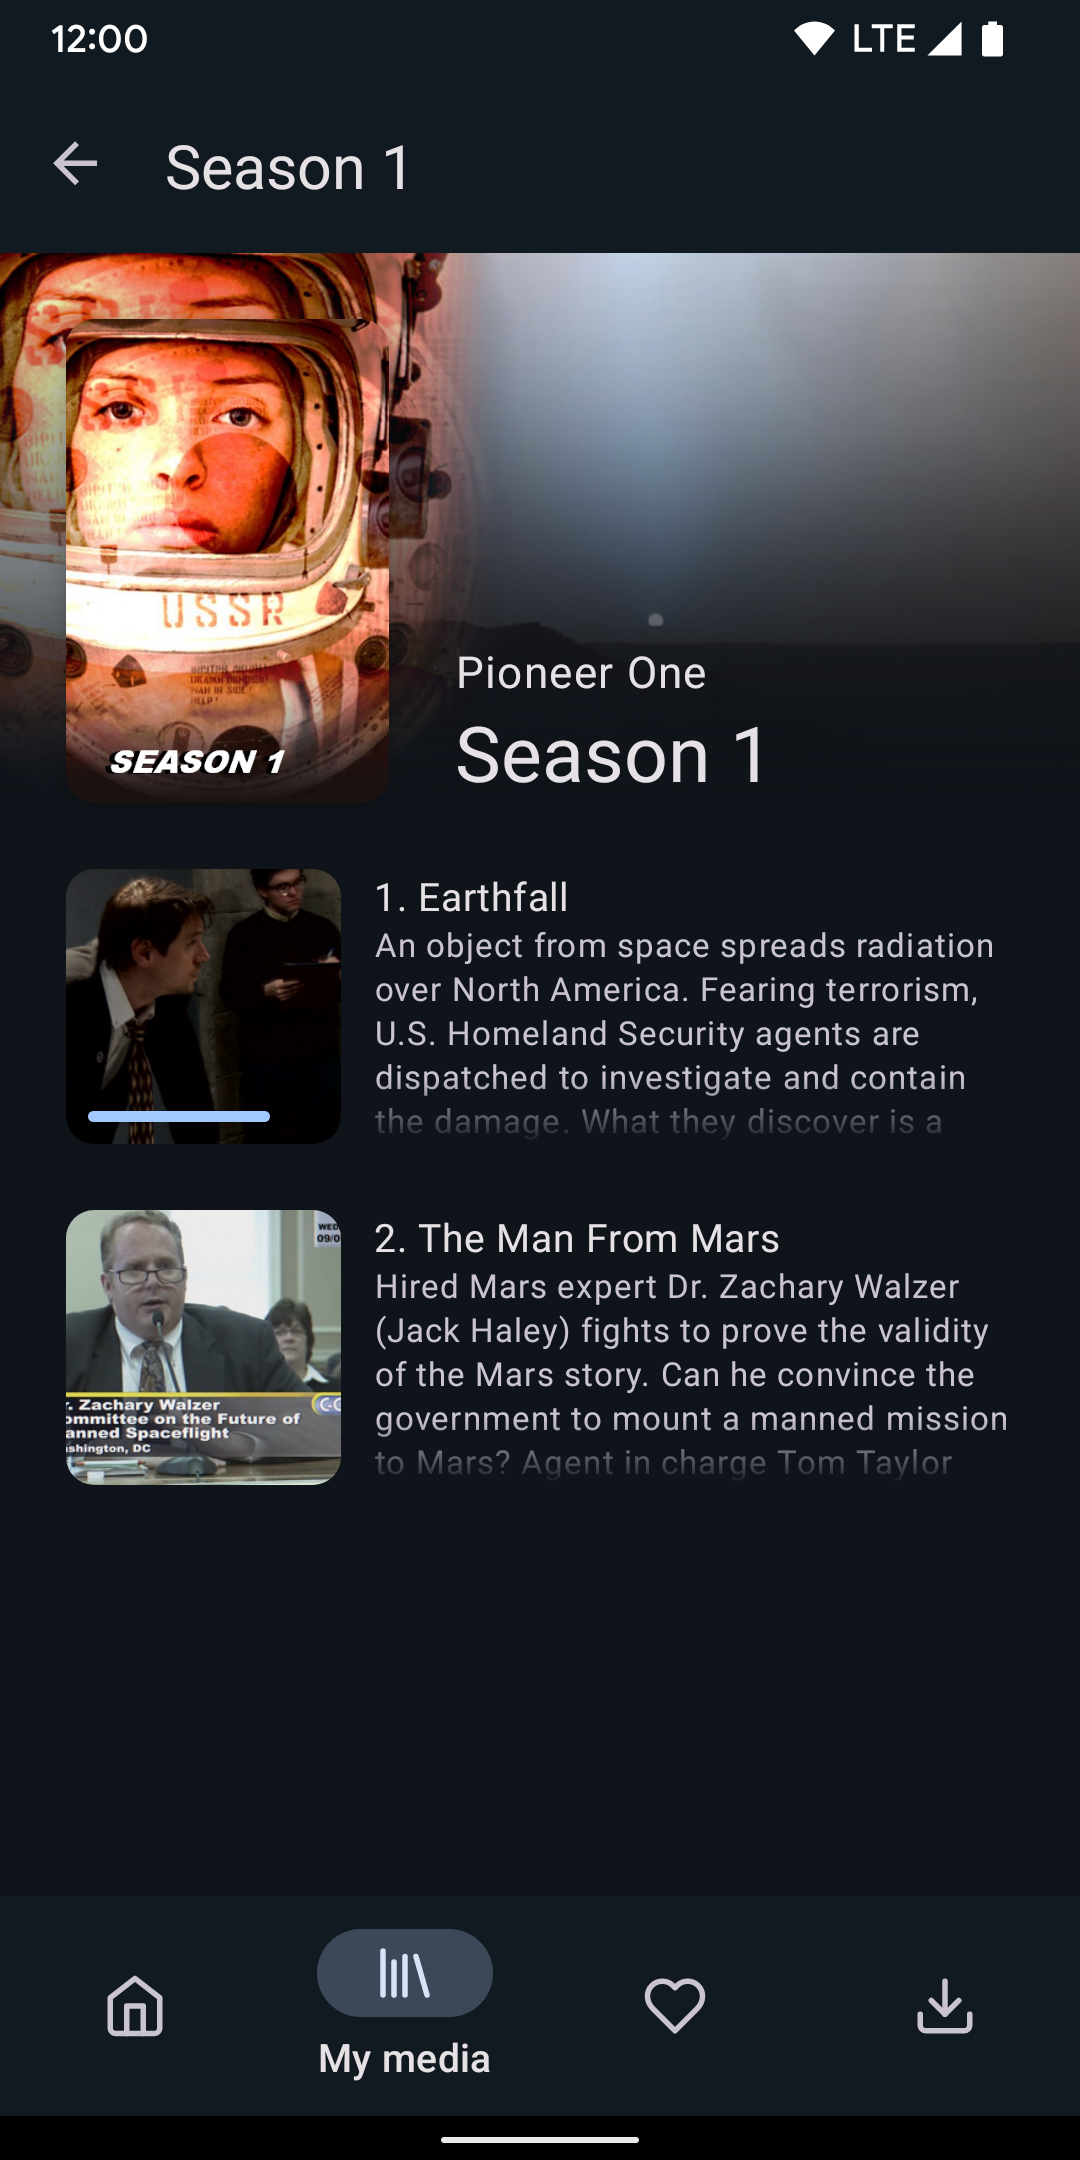 12:00
LTE
Season 1
USSR
SEASON 1
Pioneer One
Season 1
1. Earthfall
An object from space spreads radiation
over North America. Fearing terrorism,
U.S. Homeland Security agents are
dispatched to investigate and contain
the damage. What they discover is a
WED
09/0
2. The Man From Mars
Hired Mars expert Dr. Zachary Walzer
(Jack Haley) fights to prove the validity
of the Mars story. Can he convince the
government to mount a manned mission
to Mars? Agent in charge Tom Taylor
r. Zachary Walzer
ommittee on the Future of
anned Spaceflight
shington, DC
My media